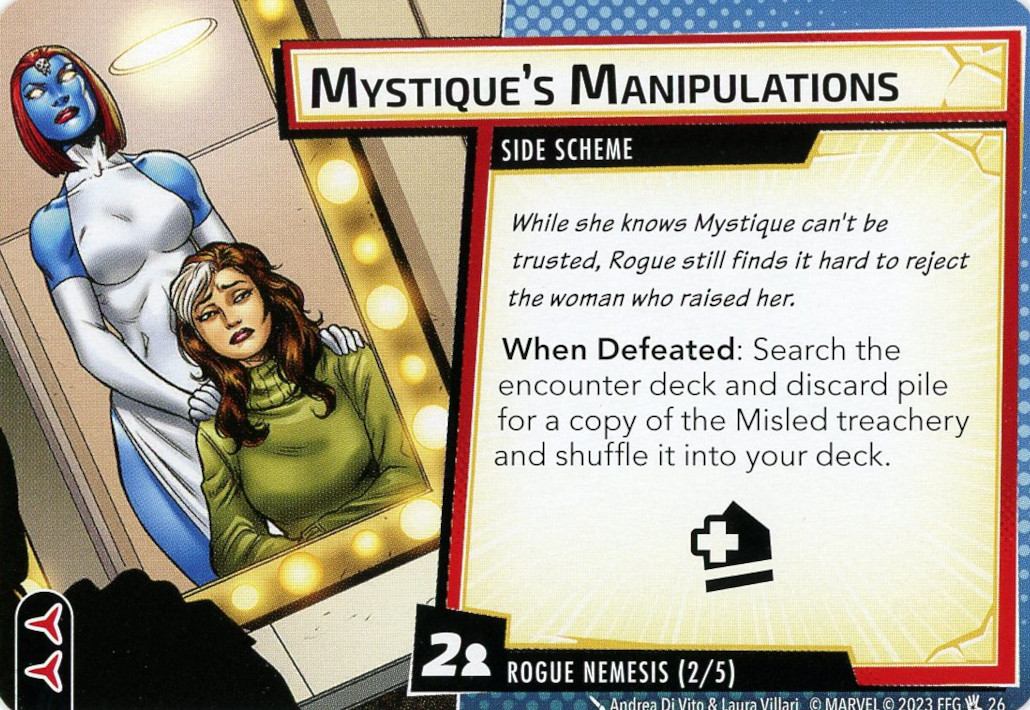 MYSTIQUE'S MANIPULATIONS
SIDE SCHEME
While she knows Mystique can't be
trusted, Rogue still finds it hard to reject
the woman who raised her.
When Defeated: Search the
encounter deck and discard pile
for a copy of the Misled treachery
and shuffle it into your deck.
2
ROGUE NEMESIS (2/5)
Andrea Di Vito & Laura Villari © MARVEL © 2023 FFG 26